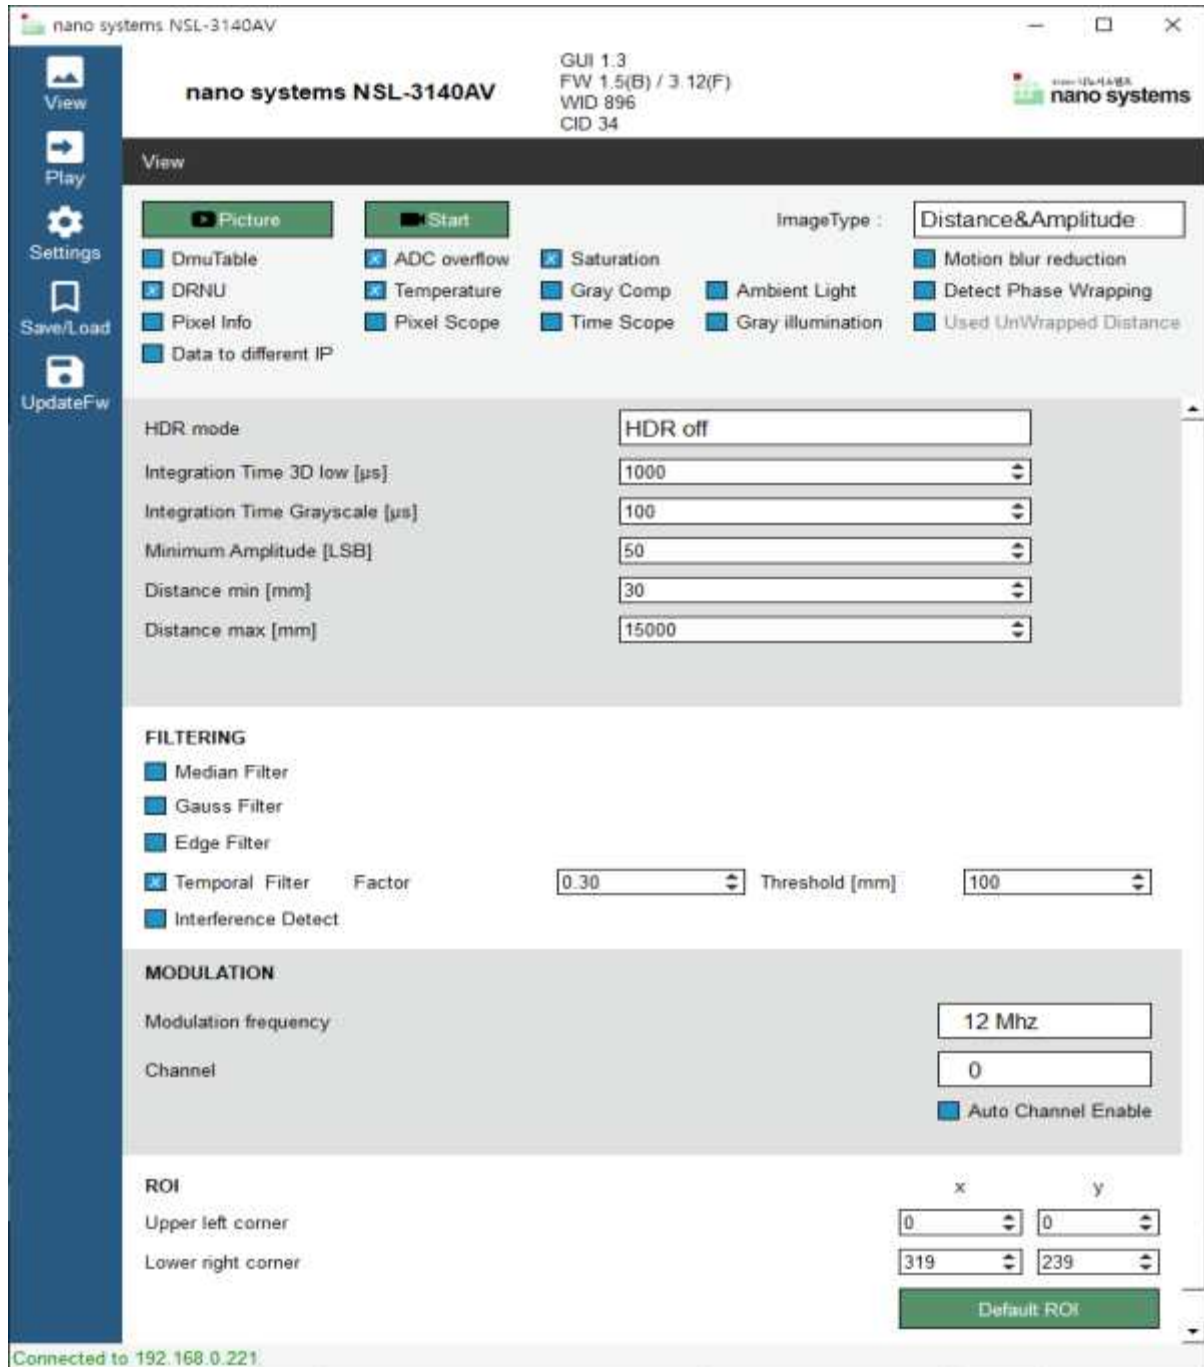 nano systems NSL-3140AV
View
Play
Settings
Save/Load
UpdateFw
nano systems NSL-3140AV
GUI 1.3
FW 1.5(B) / 3.12(F)
WID 896
CID 34
nano systems
View
Picture Start ImageType : Distance&Amplitude
DmuTable ADC overflow Saturation Motion blur reduction
DRNU Temperature Gray Comp Ambient Light Detect Phase Wrapping
Pixel Info Pixel Scope Time Scope Gray illumination Used UnWrapped Distance
Data to different IP
HDR mode HDR off
Integration Time 3D low [µs] 1000
Integration Time Grayscale [µs] 100
Minimum Amplitude [LSB] 50
Distance min [mm] 30
Distance max [mm] 15000
FILTERING
Median Filter
Gauss Filter
Edge Filter
Temporal Filter Factor 0.30 Threshold [mm] 100
Interference Detect
MODULATION
Modulation frequency 12 Mhz
Channel 0
Auto Channel Enable
ROI x y
Upper left corner 0 0
Lower right corner 319 239
Default ROI
Connected to 192.168.0.221.